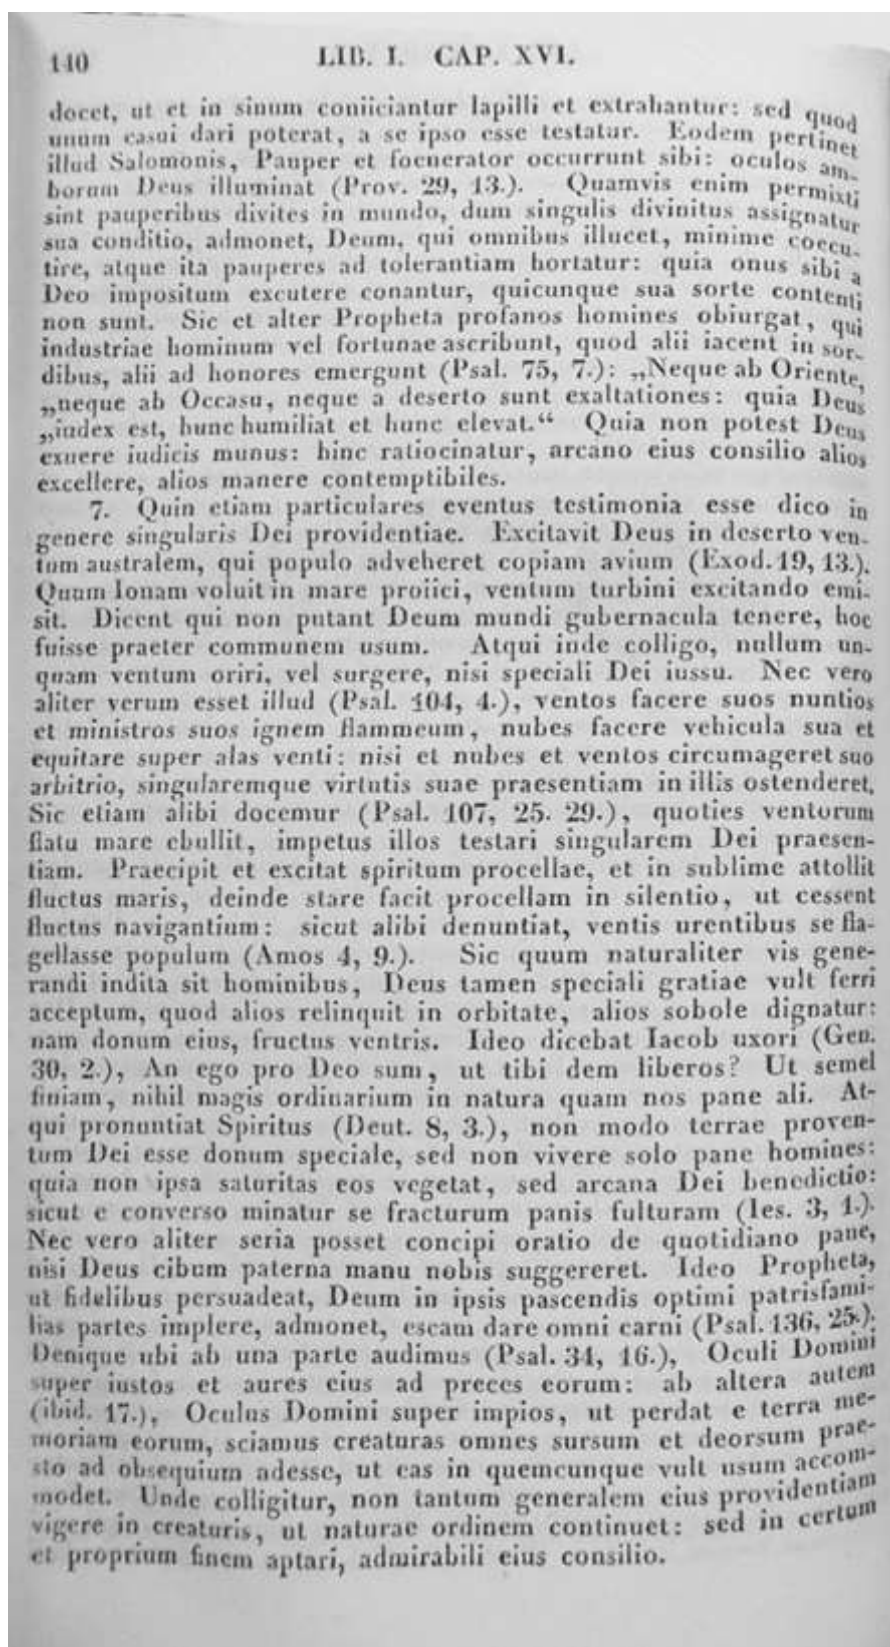 140 LIB. I. CAP. XVI.
docet, ut et in sinum coniiciantur lapilli et extrahantur: sed quod
unum casui dari poterat, a se ipso esse testatur. Eodem pertinet
illud Salomonis, Pauper et foenerator occurrunt sibi: oculos am-
borum Deus illuminat (Prov. 29, 13.). Quamvis enim permixti
sint pauperibus divites in mundo, dum singulis divinitus assignatur
sua conditio, admonet, Deum, qui omnibus illucet, minime coecu-
tire, atque ita pauperes ad tolerantiam hortatur: quia onus sibi a
Deo impositum excutere conantur, quicunque sua sorte contenti
non sunt. Sic et alter Propheta profanos homines obiurgat, qui
industriae hominum vel fortunae ascribunt, quod alii iacent in sor-
dibus, alii ad honores emergunt (Psal. 75, 7.): „Neque ab Oriente,
„neque ab Occasu, neque a deserto sunt exaltationes: quia Deus
„iudex est, hunc humiliat et hunc elevat.“ Quia non potest Deus
exuere iudicis munus: hinc ratiocinatur, arcano eius consilio alios
excellere, alios manere contemptibiles.
7. Quin etiam particulares eventus testimonia esse dico in
genere singularis Dei providentiae. Excitavit Deus in deserto ven-
tum australem, qui populo adveheret copiam avium (Exod. 19, 13.).
Quum Ionam voluit in mare proiici, ventum turbini excitando emi-
sit. Dicent qui non putant Deum mundi gubernacula tenere, hoc
fuisse praeter communem usum. Atqui inde colligo, nullum un-
quam ventum oriri, vel surgere, nisi speciali Dei iussu. Nec vero
aliter verum esset illud (Psal. 104, 4.), ventos facere suos nuntios
et ministros suos ignem flammeum, nubes facere vehicula sua et
equitare super alas venti: nisi et nubes et ventos circumageret suo
arbitrio, singularemque virtutis suae praesentiam in illis ostenderet.
Sic etiam alibi docemur (Psal. 107, 25. 29.), quoties ventorum
flatu mare ebullit, impetus illos testari singularem Dei praesen-
tiam. Praecipit et excitat spiritum procellae, et in sublime attollit
fluctus maris, deinde stare facit procellam in silentio, ut cessent
fluctus navigantium: sicut alibi denuntiat, ventis urentibus se fla-
gellasse populum (Amos 4, 9.). Sic quum naturaliter vis gene-
randi indita sit hominibus, Deus tamen speciali gratiae vult ferri
acceptum, quod alios relinquit in orbitate, alios sobole dignatur:
nam donum eius, fructus ventris. Ideo dicebat Iacob uxori (Gen.
30, 2.), An ego pro Deo sum, ut tibi dem liberos? Ut semel
finiam, nihil magis ordinarium in natura quam nos pane ali. At-
qui pronuntiat Spiritus (Deut. 8, 3.), non modo terrae proven-
tum Dei esse donum speciale, sed non vivere solo pane homines:
quia non ipsa saturitas eos vegetat, sed arcana Dei benedictio:
sicut e converso minatur se fracturum panis fulturam (Ies. 3, 1.).
Nec vero aliter seria posset concipi oratio de quotidiano pane,
nisi Deus cibum paterna manu nobis suggereret. Ideo Propheta,
ut fidelibus persuadeat, Deum in ipsis pascendis optimi patrisfami-
lias partes implere, admonet, escam dare omni carni (Psal. 136, 25.).
Denique ubi ab una parte audimus (Psal. 34, 16.), Oculi Domini
super iustos et aures eius ad preces eorum: ab altera autem
(ibid. 17.), Oculus Domini super impios, ut perdat e terra me-
moriam eorum, sciamus creaturas omnes sursum et deorsum prae-
sto ad obsequium adesse, ut eas in quemcunque vult usum accom-
modet. Unde colligitur, non tantum generalem eius providentiam
vigere in creaturis, ut naturae ordinem continuet: sed in certum
et proprium finem aptari, admirabili eius consilio.